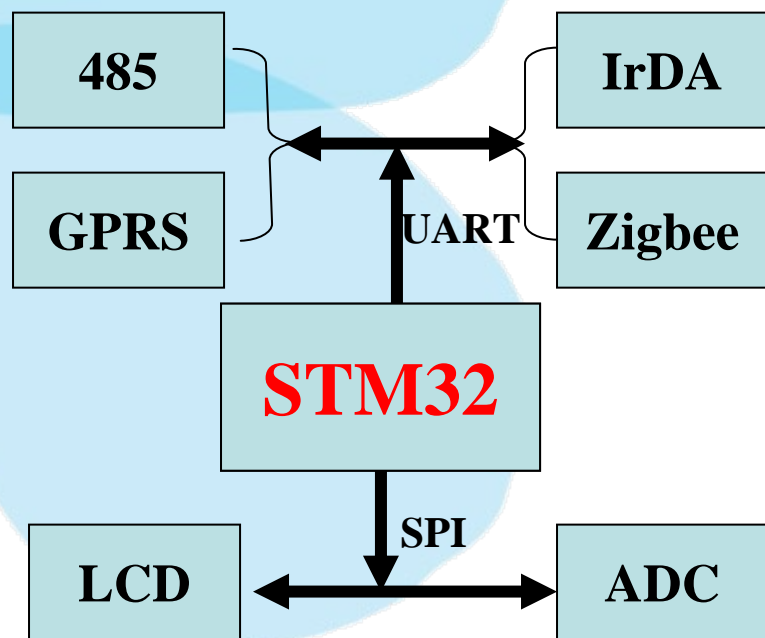 485
IrDA
GPRS
UART
Zigbee
STM32
SPI
LCD
ADC